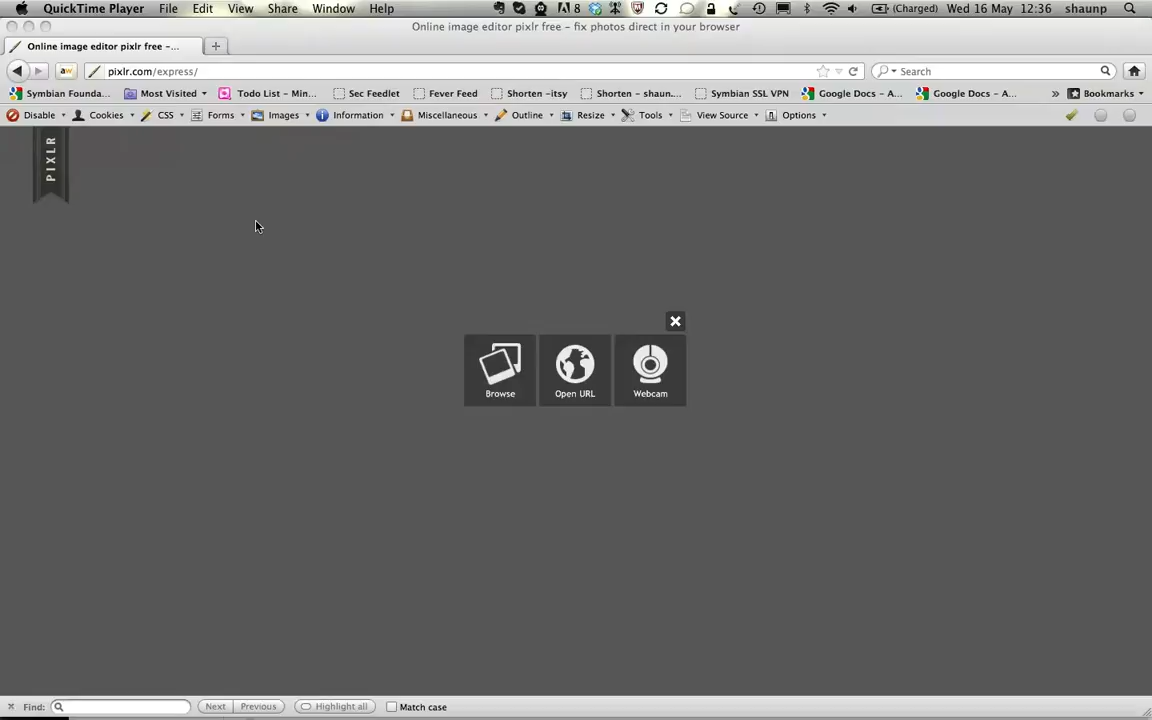 QuickTime Player File Edit View Share Window Help 8 (Charged) Wed 16 May 12:36 shaunp
Online image editor pixlr free – fix photos direct in your browser
Online image editor pixlr free –...
aw pixlr.com/express/ Search
Symbian Founda... Most Visited Todo List – Min... Sec Feedlet Fever Feed Shorten –itsy Shorten – shaun.... Symbian SSL VPN Google Docs – A... Google Docs – A... » Bookmarks
Disable Cookies CSS Forms Images Information Miscellaneous Outline Resize Tools View Source Options
PIXLR
Browse Open URL Webcam
Find: Next Previous Highlight all Match case